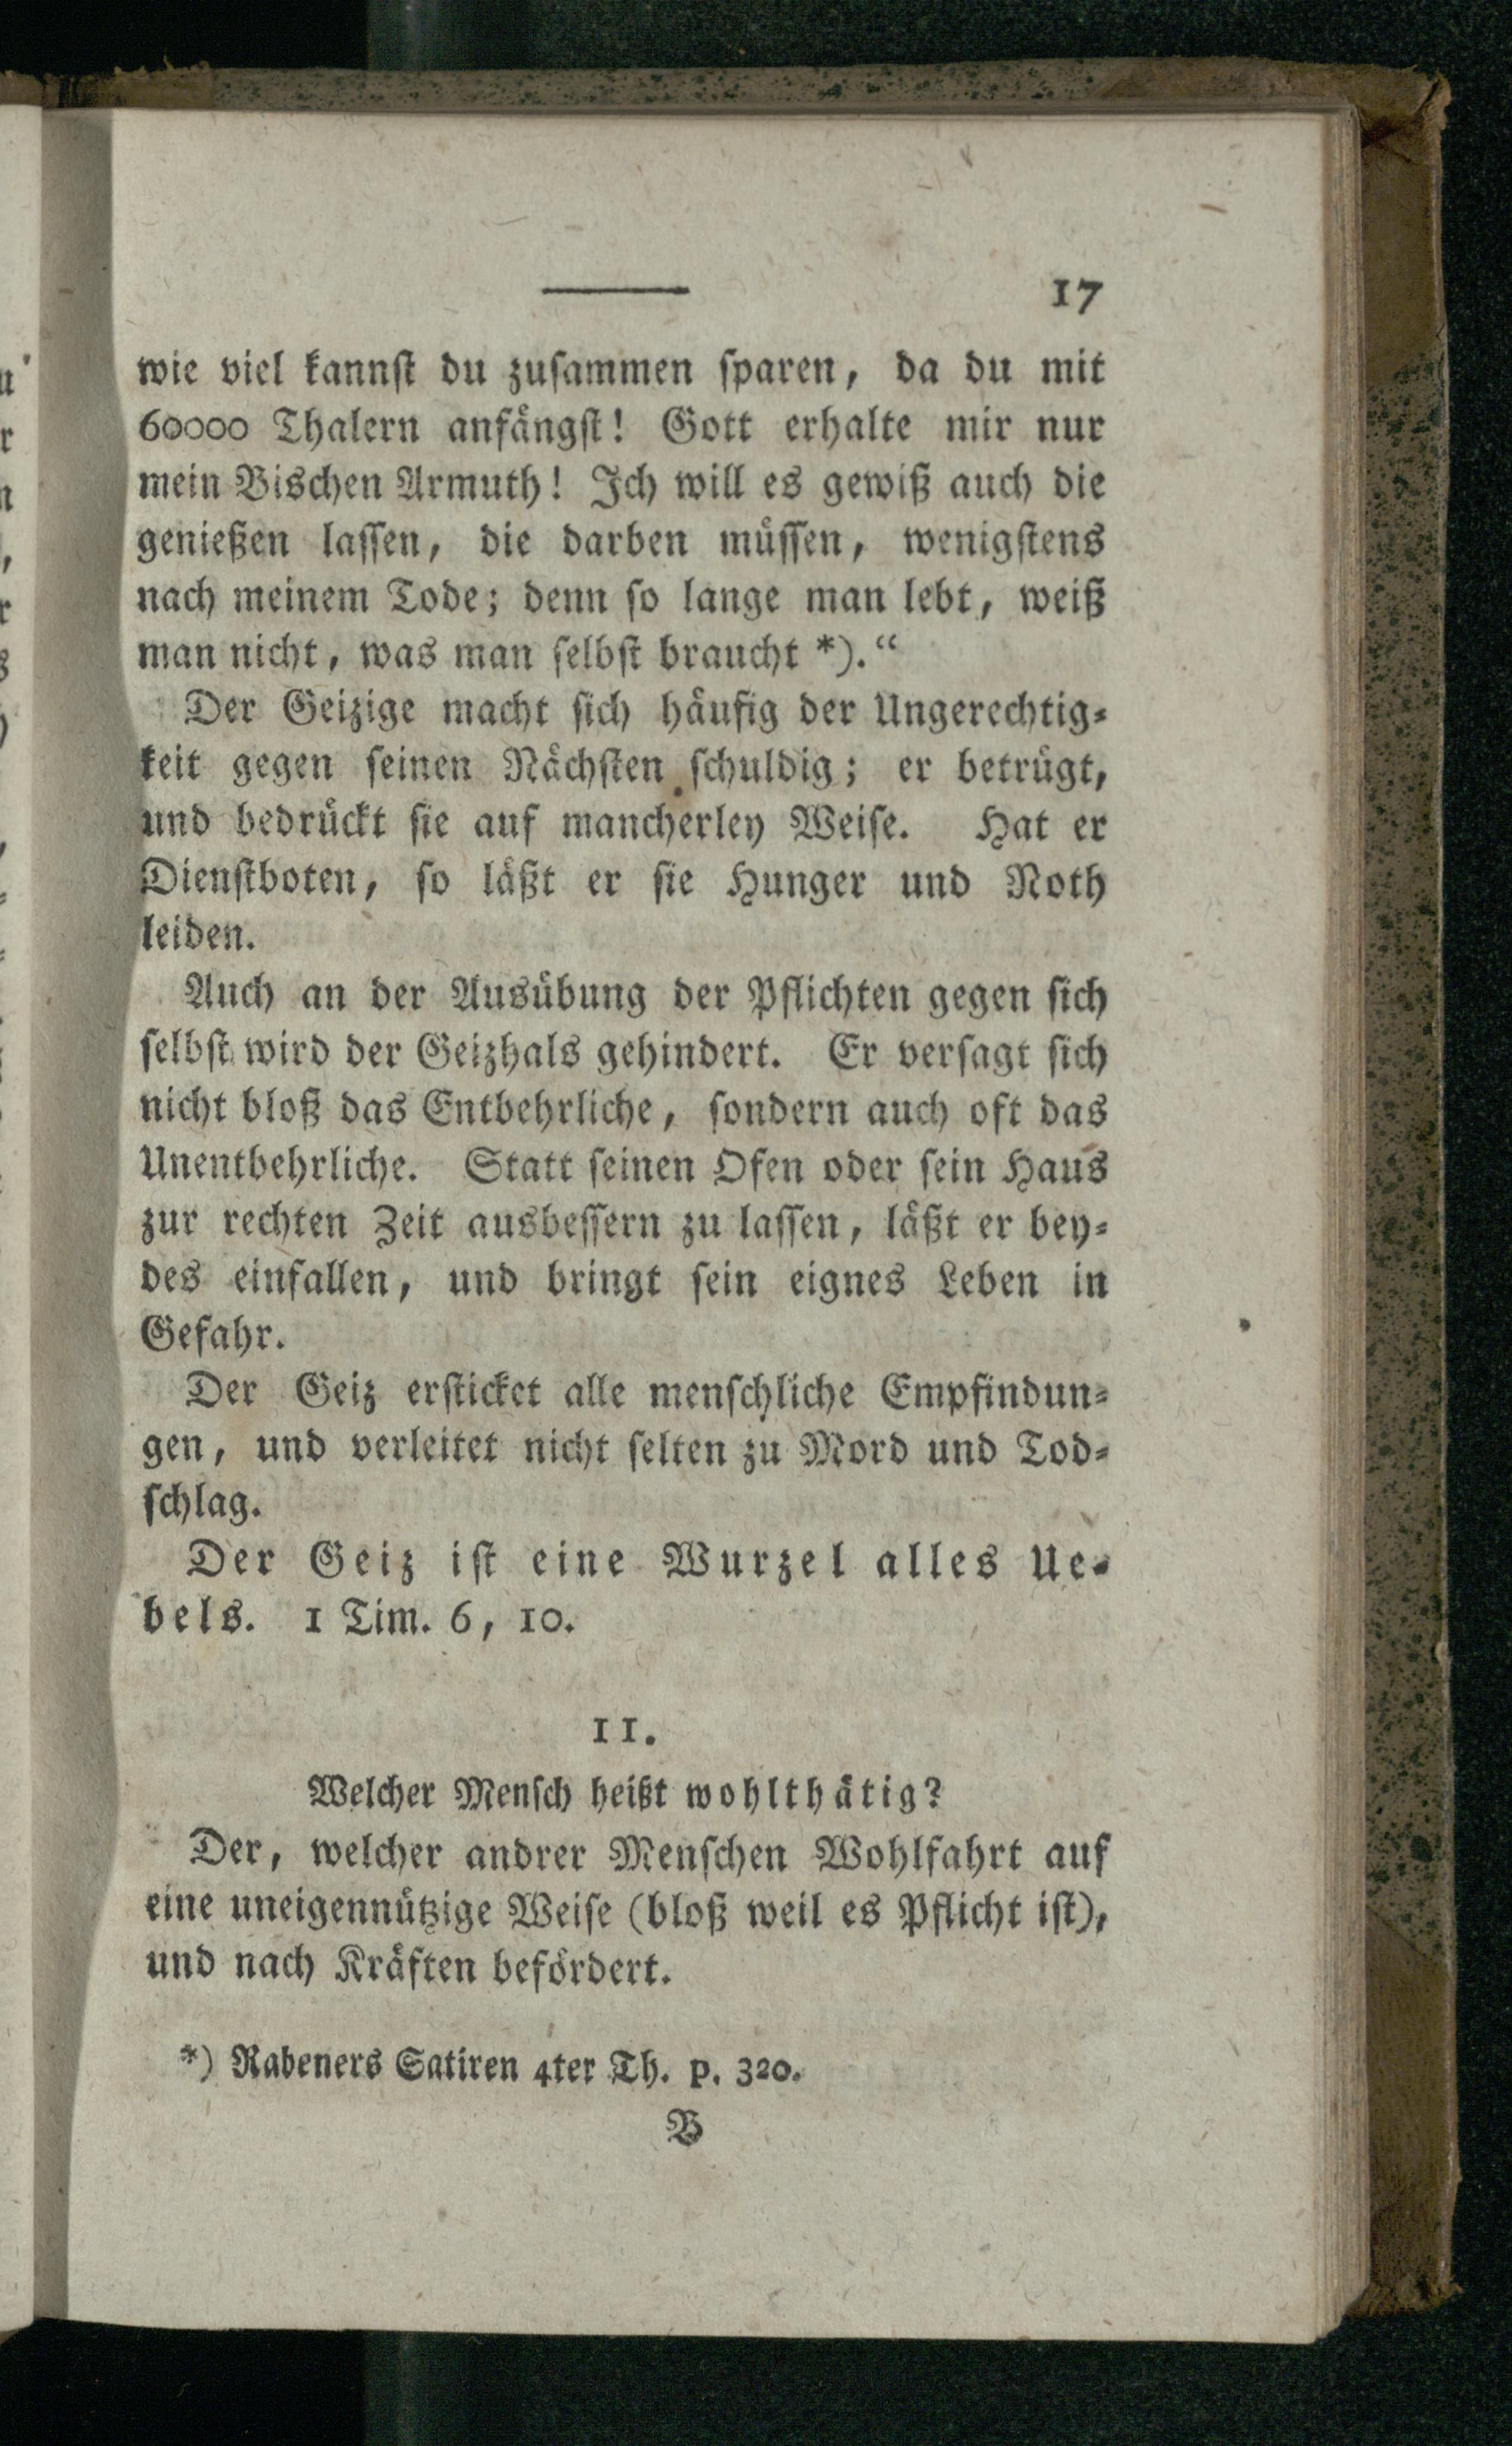 17
wie viel kannſt du zuſammen ſparen, da du mit
60000 Thalern anfängſt! Gott erhalte mir nur
mein Bischen Armuth! Ich will es gewiß auch die
genießen laſſen, die darben müſſen, wenigſtens
nach meinem Tode; denn ſo lange man lebt, weiß
man nicht, was man ſelbſt braucht *).“
Der Geizige macht ſich häufig der Ungerechtig-
keit gegen ſeinen Nächſten ſchuldig; er betrügt,
und bedrückt ſie auf mancherley Weiſe. Hat er
Dienſtboten, ſo läßt er ſie Hunger und Noth
leiden.
Auch an der Ausübung der Pflichten gegen ſich
ſelbſt wird der Geizhals gehindert. Er verſagt ſich
nicht bloß das Entbehrliche, ſondern auch oft das
Unentbehrliche. Statt ſeinen Ofen oder ſein Haus
zur rechten Zeit ausbeſſern zu laſſen, läßt er bey-
des einfallen, und bringt ſein eignes Leben in
Gefahr.
Der Geiz erſticket alle menſchliche Empfindun-
gen, und verleitet nicht ſelten zu Mord und Tod-
ſchlag.
Der Geiz iſt eine Wurzel alles Ue-
bels. 1 Tim. 6, 10.
11.
Welcher Menſch heißt wohlthätig?
Der, welcher andrer Menſchen Wohlfahrt auf
eine uneigennützige Weiſe (bloß weil es Pflicht iſt),
und nach Kräften befördert.
*) Rabeners Satiren 4ter Th. p. 320.
B